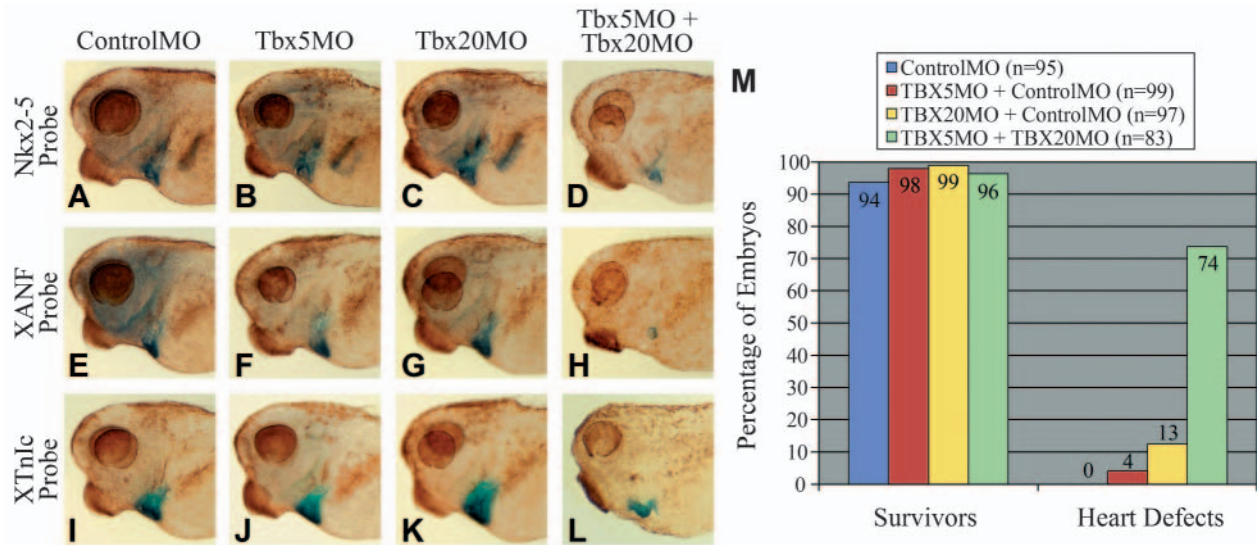 ControlMO Tbx5MO Tbx20MO Tbx5MO +
Tbx20MO
Nkx2-5
Probe
A B C D
XANF
Probe
E F G H
XTnIc
Probe
I J K L
M
ControlMO (n=95)
TBX5MO + ControlMO (n=99)
TBX20MO + ControlMO (n=97)
TBX5MO + TBX20MO (n=83)
Percentage of Embryos
100
90
80
70
60
50
40
30
20
10
0
94 98 99 96
0 4 13 74
Survivors Heart Defects